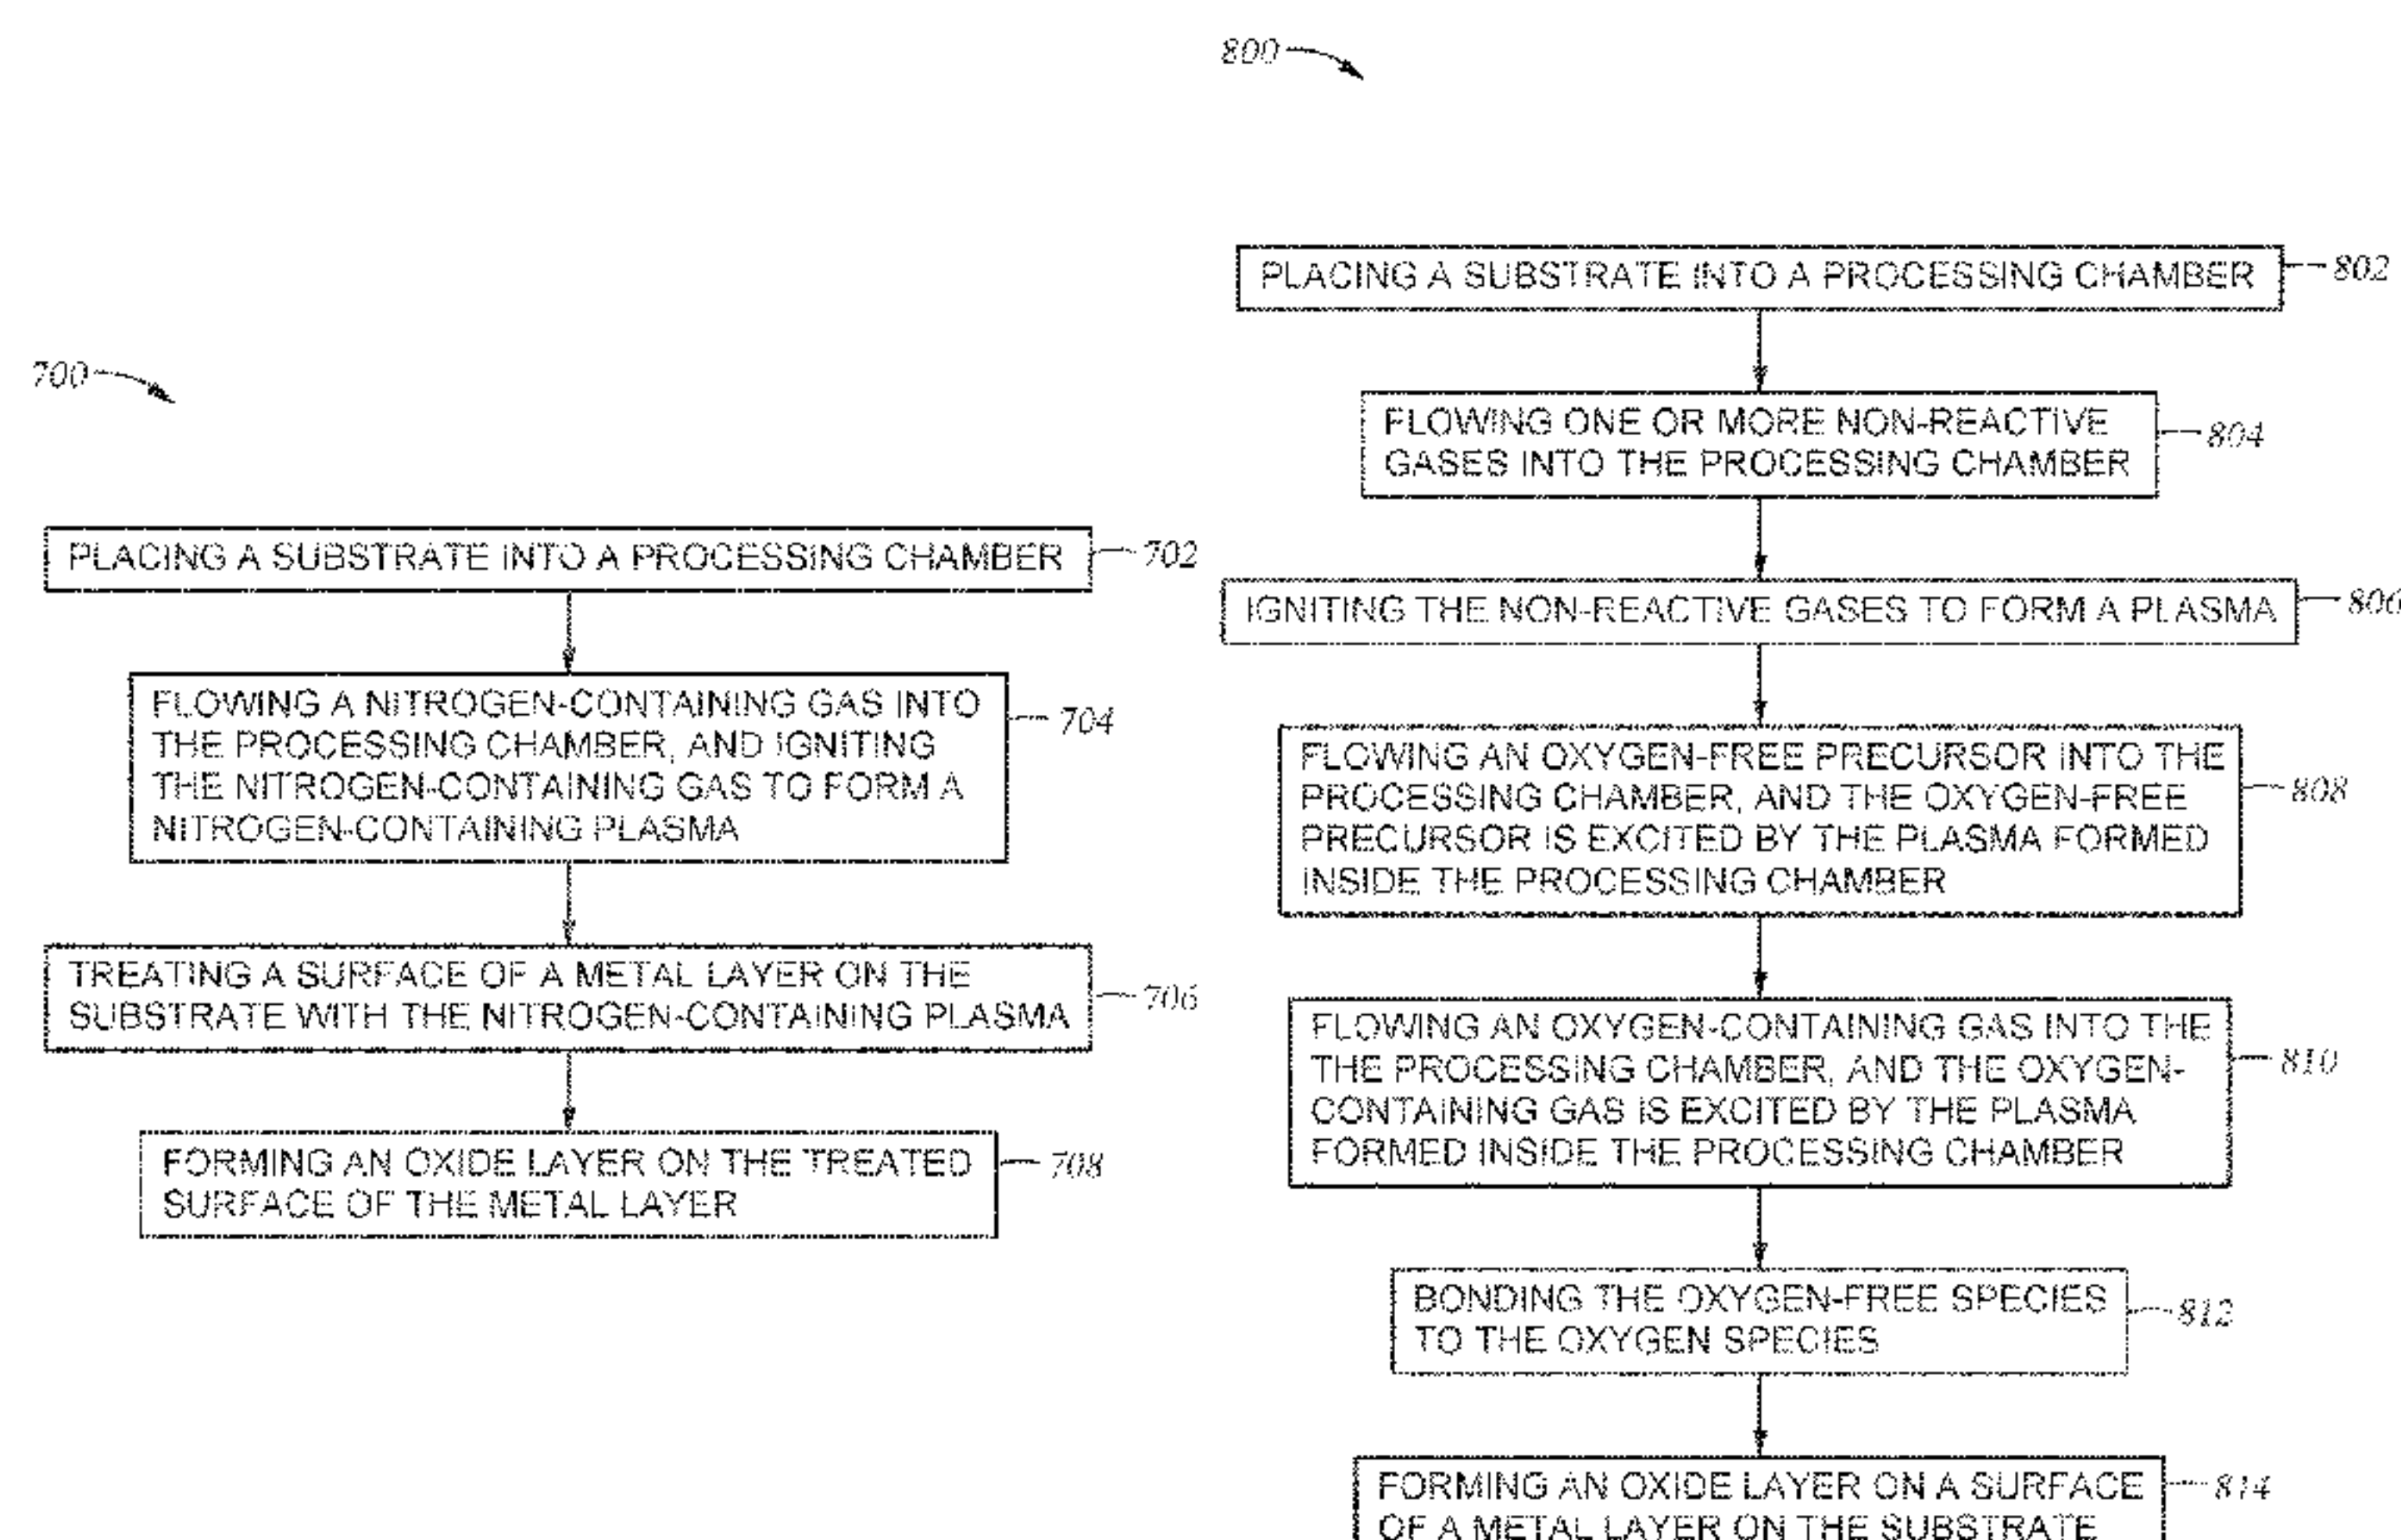 700
PLACING A SUBSTRATE INTO A PROCESSING CHAMBER
702
FLOWING A NITROGEN-CONTAINING GAS INTO
THE PROCESSING CHAMBER, AND IGNITING
THE NITROGEN-CONTAINING GAS TO FORM A
NITROGEN-CONTAINING PLASMA
704
TREATING A SURFACE OF A METAL LAYER ON THE
SUBSTRATE WITH THE NITROGEN-CONTAINING PLASMA
706
FORMING AN OXIDE LAYER ON THE TREATED
SURFACE OF THE METAL LAYER
708
800
PLACING A SUBSTRATE INTO A PROCESSING CHAMBER
802
FLOWING ONE OR MORE NON-REACTIVE
GASES INTO THE PROCESSING CHAMBER
804
IGNITING THE NON-REACTIVE GASES TO FORM A PLASMA
806
FLOWING AN OXYGEN-FREE PRECURSOR INTO THE
PROCESSING CHAMBER, AND THE OXYGEN-FREE
PRECURSOR IS EXCITED BY THE PLASMA FORMED
INSIDE THE PROCESSING CHAMBER
808
FLOWING AN OXYGEN-CONTAINING GAS INTO THE
THE PROCESSING CHAMBER, AND THE OXYGEN-
CONTAINING GAS IS EXCITED BY THE PLASMA
FORMED INSIDE THE PROCESSING CHAMBER
810
BONDING THE OXYGEN-FREE SPECIES
TO THE OXYGEN SPECIES
812
FORMING AN OXIDE LAYER ON A SURFACE
OF A METAL LAYER ON THE SUBSTRATE
814